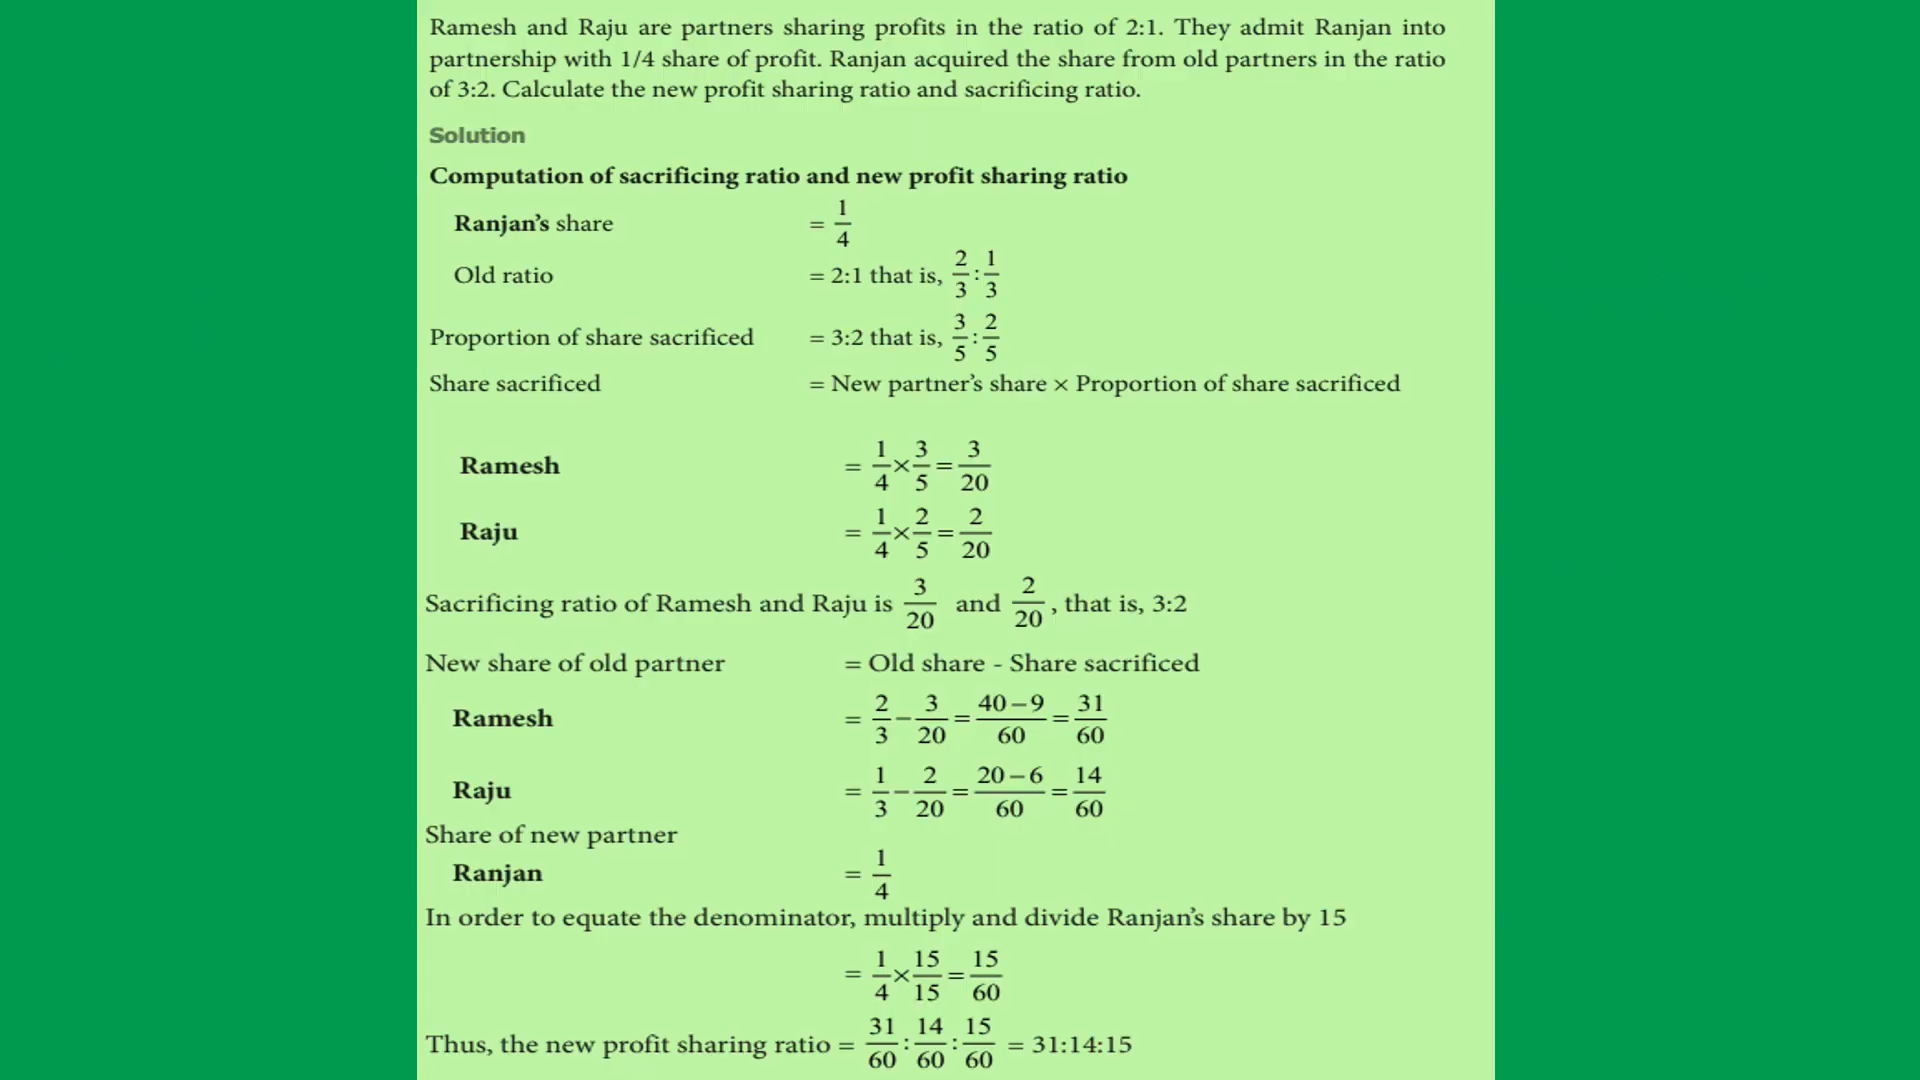 Ramesh and Raju are partners sharing profits in the ratio of 2:1. They admit Ranjan into
partnership with 1/4 share of profit. Ranjan acquired the share from old partners in the ratio
of 3:2. Calculate the new profit sharing ratio and sacrificing ratio.
Solution
Computation of sacrificing ratio and new profit sharing ratio
Ranjan’s share = 1/4
Old ratio = 2:1 that is, 2/3 : 1/3
Proportion of share sacrificed = 3:2 that is, 3/5 : 2/5
Share sacrificed = New partner’s share × Proportion of share sacrificed
Ramesh = 1/4 × 3/5 = 3/20
Raju = 1/4 × 2/5 = 2/20
Sacrificing ratio of Ramesh and Raju is 3/20 and 2/20 , that is, 3:2
New share of old partner = Old share - Share sacrificed
Ramesh = 2/3 − 3/20 = 40−9/60 = 31/60
Raju = 1/3 − 2/20 = 20−6/60 = 14/60
Share of new partner
Ranjan = 1/4
In order to equate the denominator, multiply and divide Ranjan’s share by 15
= 1/4 × 15/15 = 15/60
Thus, the new profit sharing ratio = 31/60 : 14/60 : 15/60 = 31:14:15